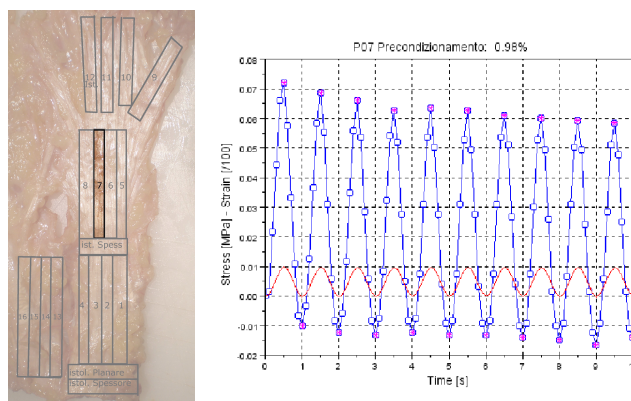 12 11 10 9
Ist.
8 7 6 5
ist. Spess
4 3 2 1
16 15 14 13
istol. Planare
istol. Spessore
P07 Precondizionamento: 0.98%
Stress [MPa] - Strain [/100]
0.08
0.07
0.06
0.05
0.04
0.03
0.02
0.01
0.00
-0.01
-0.02
0 1 2 3 4 5 6 7 8 9 10
Time [s]